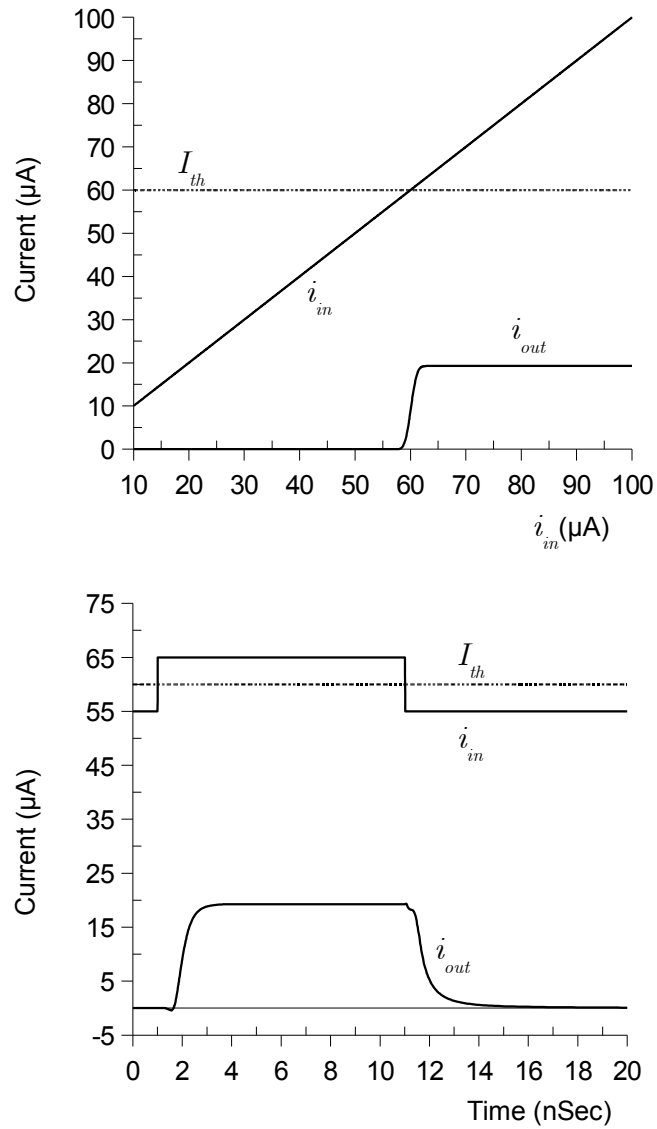 100
90
80
70
60
50
40
30
20
10
0
Current (µA)
I_th
i_in
i_out
10 20 30 40 50 60 70 80 90 100
i_in(µA)
75
65
55
45
35
25
15
5
-5
Current (µA)
I_th
i_in
i_out
0 2 4 6 8 10 12 14 16 18 20
Time (nSec)